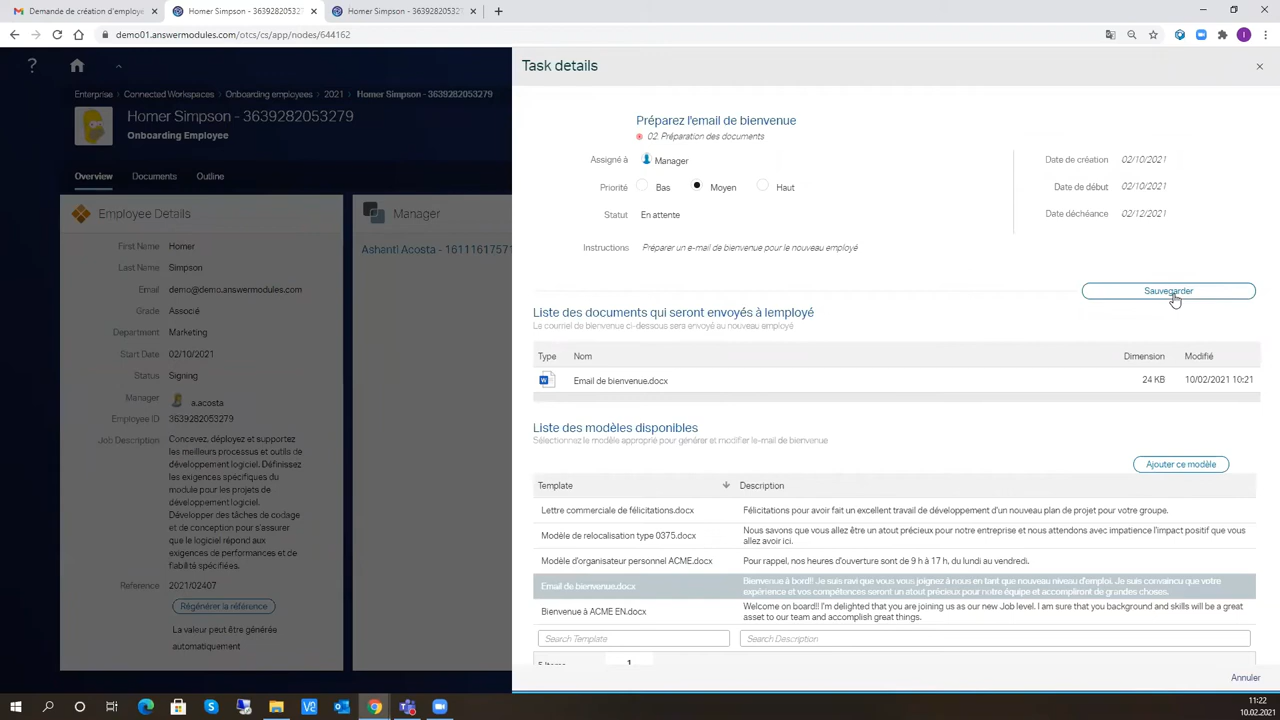 Demande de création d'employe
Homer Simpson - 36392820532
Homer Simpson - 36392820532
demo01.answermodules.com/otcs/cs/app/nodes/644162
Enterprise > Connected Workspaces > Onboarding employees > 2021 > Homer Simpson - 3639282053279
Homer Simpson - 3639282053279
Onboarding Employee
Overview Documents Outline
Employee Details
First Name Homer
Last Name Simpson
Email demo@demo.answermodules.com
Grade Associé
Department Marketing
Start Date 02/10/2021
Status Signing
Manager a.acosta
Employee ID 3639282053279
Job Description Concevez, déployez et supportez
les meilleurs processus et outils de
développement logiciel. Définissez
les exigences spécifiques du
module pour les projets de
développement logiciel.
Développer des tâches de codage
et de conception pour s'assurer
que le logiciel répond aux
exigences de performances et de
fiabilité spécifiées.
Reference 2021/02407
Régénérer la référence
La valeur peut être générée
automatiquement
Manager
Ashanti Acosta - 16111617571
Task details
Préparez l'email de bienvenue
02. Préparation des documents
Assigné à Manager
Priorité Bas Moyen Haut
Statut En attente
Instructions Préparer un e-mail de bienvenue pour le nouveau employé
Date de création 02/10/2021
Date de début 02/10/2021
Date déchéance 02/12/2021
Sauvegarder
Liste des documents qui seront envoyés à lemployé
Le courriel de bienvenue ci-dessous sera envoyé au nouveau employé
Type Nom Dimension Modifié
Email de bienvenue.docx 24 KB 10/02/2021 10:21
Liste des modèles disponibles
Sélectionnez le modèle approprié pour générer et modifier le-mail de bienvenue
Ajouter ce modèle
Template Description
Lettre commerciale de félicitations.docx Félicitations pour avoir fait un excellent travail de développement d'un nouveau plan de projet pour votre groupe.
Modèle de relocalisation type 0375.docx Nous savons que vous allez être un atout précieux pour notre entreprise et nous attendons avec impatience l'impact positif que vous
allez avoir ici.
Modèle d'organisateur personnel ACME.docx Pour rappel, nos heures d'ouverture sont de 9 h à 17 h, du lundi au vendredi.
Email de bienvenue.docx Bienvenue à bord!! Je suis ravi que vous vous joignez à nous en tant que nouveau niveau d'emploi. Je suis convaincu que votre
expérience et vos compétences seront un atout précieux pour notre équipe et accompliront de grandes choses.
Bienvenue à ACME EN.docx Welcome on board!! I'm delighted that you are joining us as our new Job level. I am sure that you background and skills will be a great
asset to our team and accomplish great things.
Search Template Search Description
5 Items 1
Annuler
11:22
10.02.2021